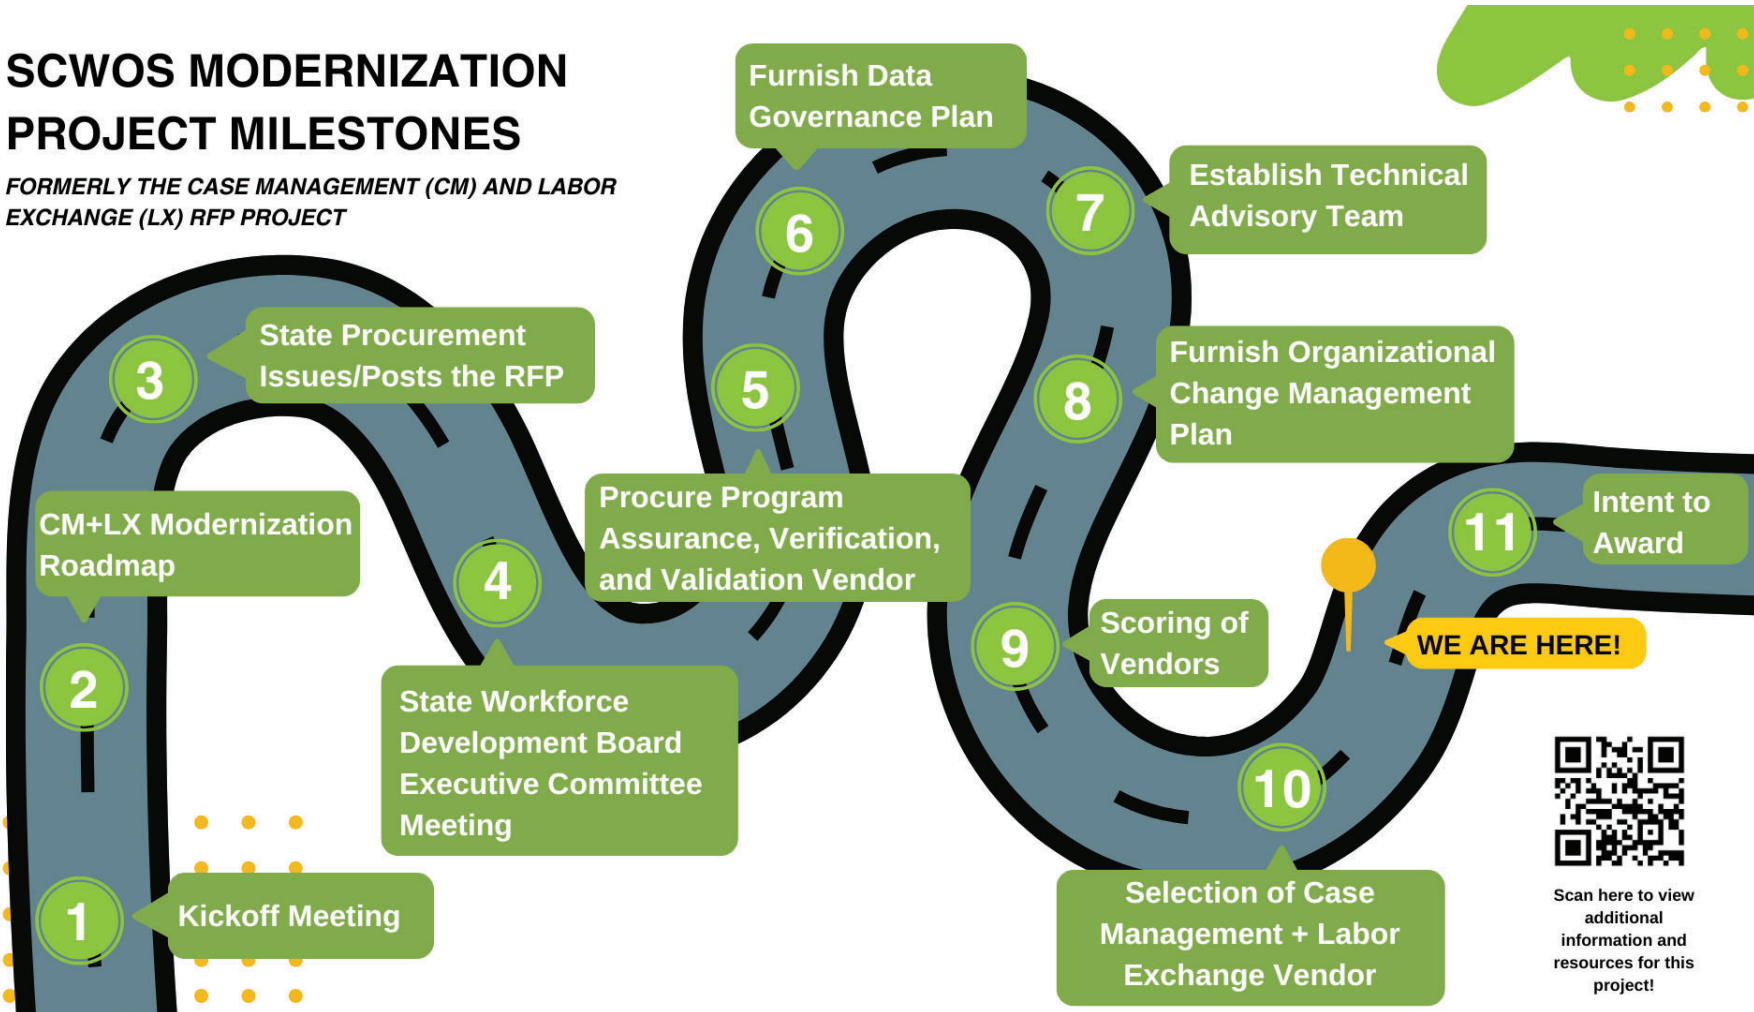 SCWOS MODERNIZATION
PROJECT MILESTONES
FORMERLY THE CASE MANAGEMENT (CM) AND LABOR
EXCHANGE (LX) RFP PROJECT
1
Kickoff Meeting
2
CM+LX Modernization
Roadmap
3
State Procurement
Issues/Posts the RFP
4
State Workforce
Development Board
Executive Committee
Meeting
5
Procure Program
Assurance, Verification,
and Validation Vendor
6
Furnish Data
Governance Plan
7
Establish Technical
Advisory Team
8
Furnish Organizational
Change Management
Plan
9
Scoring of
Vendors
10
Selection of Case
Management + Labor
Exchange Vendor
WE ARE HERE!
11
Intent to
Award
Scan here to view
additional
information and
resources for this
project!